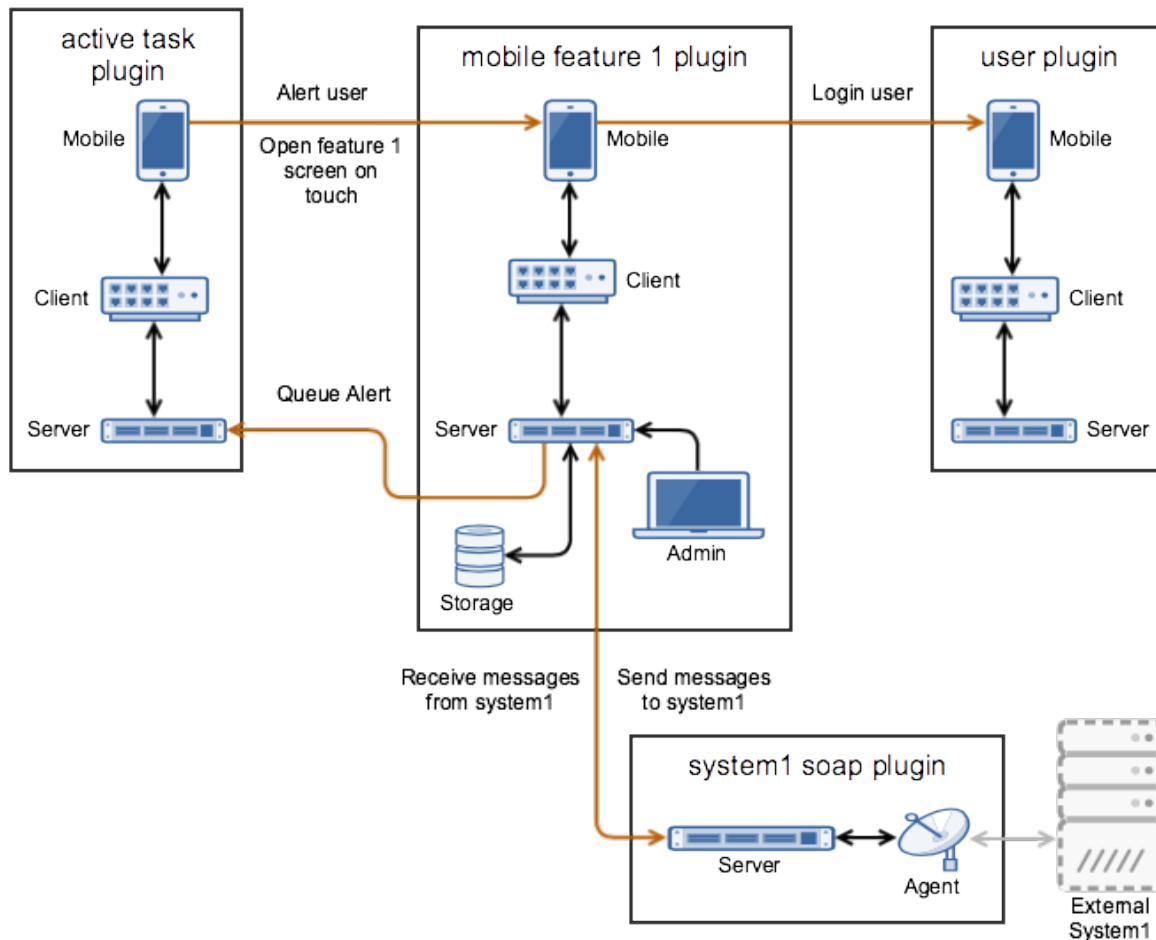 active task
plugin
Mobile
Client
Server
Alert user
Open feature 1
screen on
touch
Queue Alert
mobile feature 1 plugin
Mobile
Client
Server
Storage
Admin
Login user
user plugin
Mobile
Client
Server
Receive messages
from system1
Send messages
to system1
system1 soap plugin
Server
Agent
External
System1